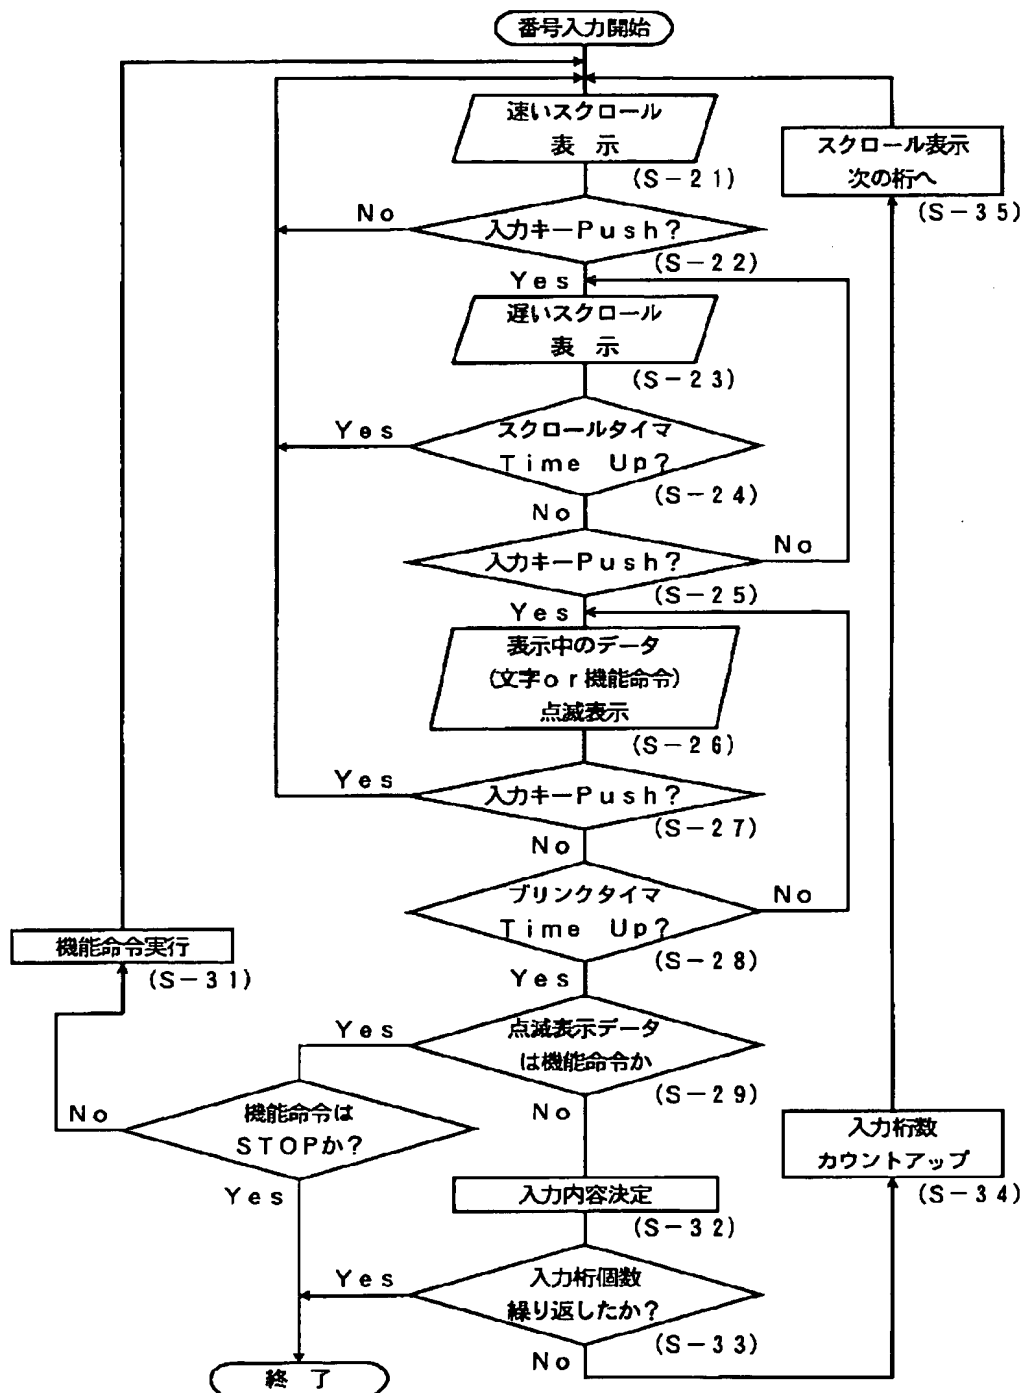 番号入力開始
速いスクロール
表 示
(S-21)
スクロール表示
次の桁へ
(S-35)
No
入力キーPush?
(S-22)
Yes
遅いスクロール
表 示
(S-23)
Yes
スクロールタイマ
Time Up?
(S-24)
No
入力キーPush?
No
(S-25)
Yes
表示中のデータ
(文字or機能命令)
点滅表示
(S-26)
Yes
入力キーPush?
(S-27)
No
ブリンクタイマ
Time Up?
No
(S-28)
Yes
機能命令実行
(S-31)
Yes
点滅表示データ
は機能命令か
(S-29)
No
No
機能命令は
STOPか?
Yes
入力桁数
カウントアップ
(S-34)
入力内容決定
(S-32)
Yes
入力桁個数
繰り返したか?
(S-33)
No
終 了